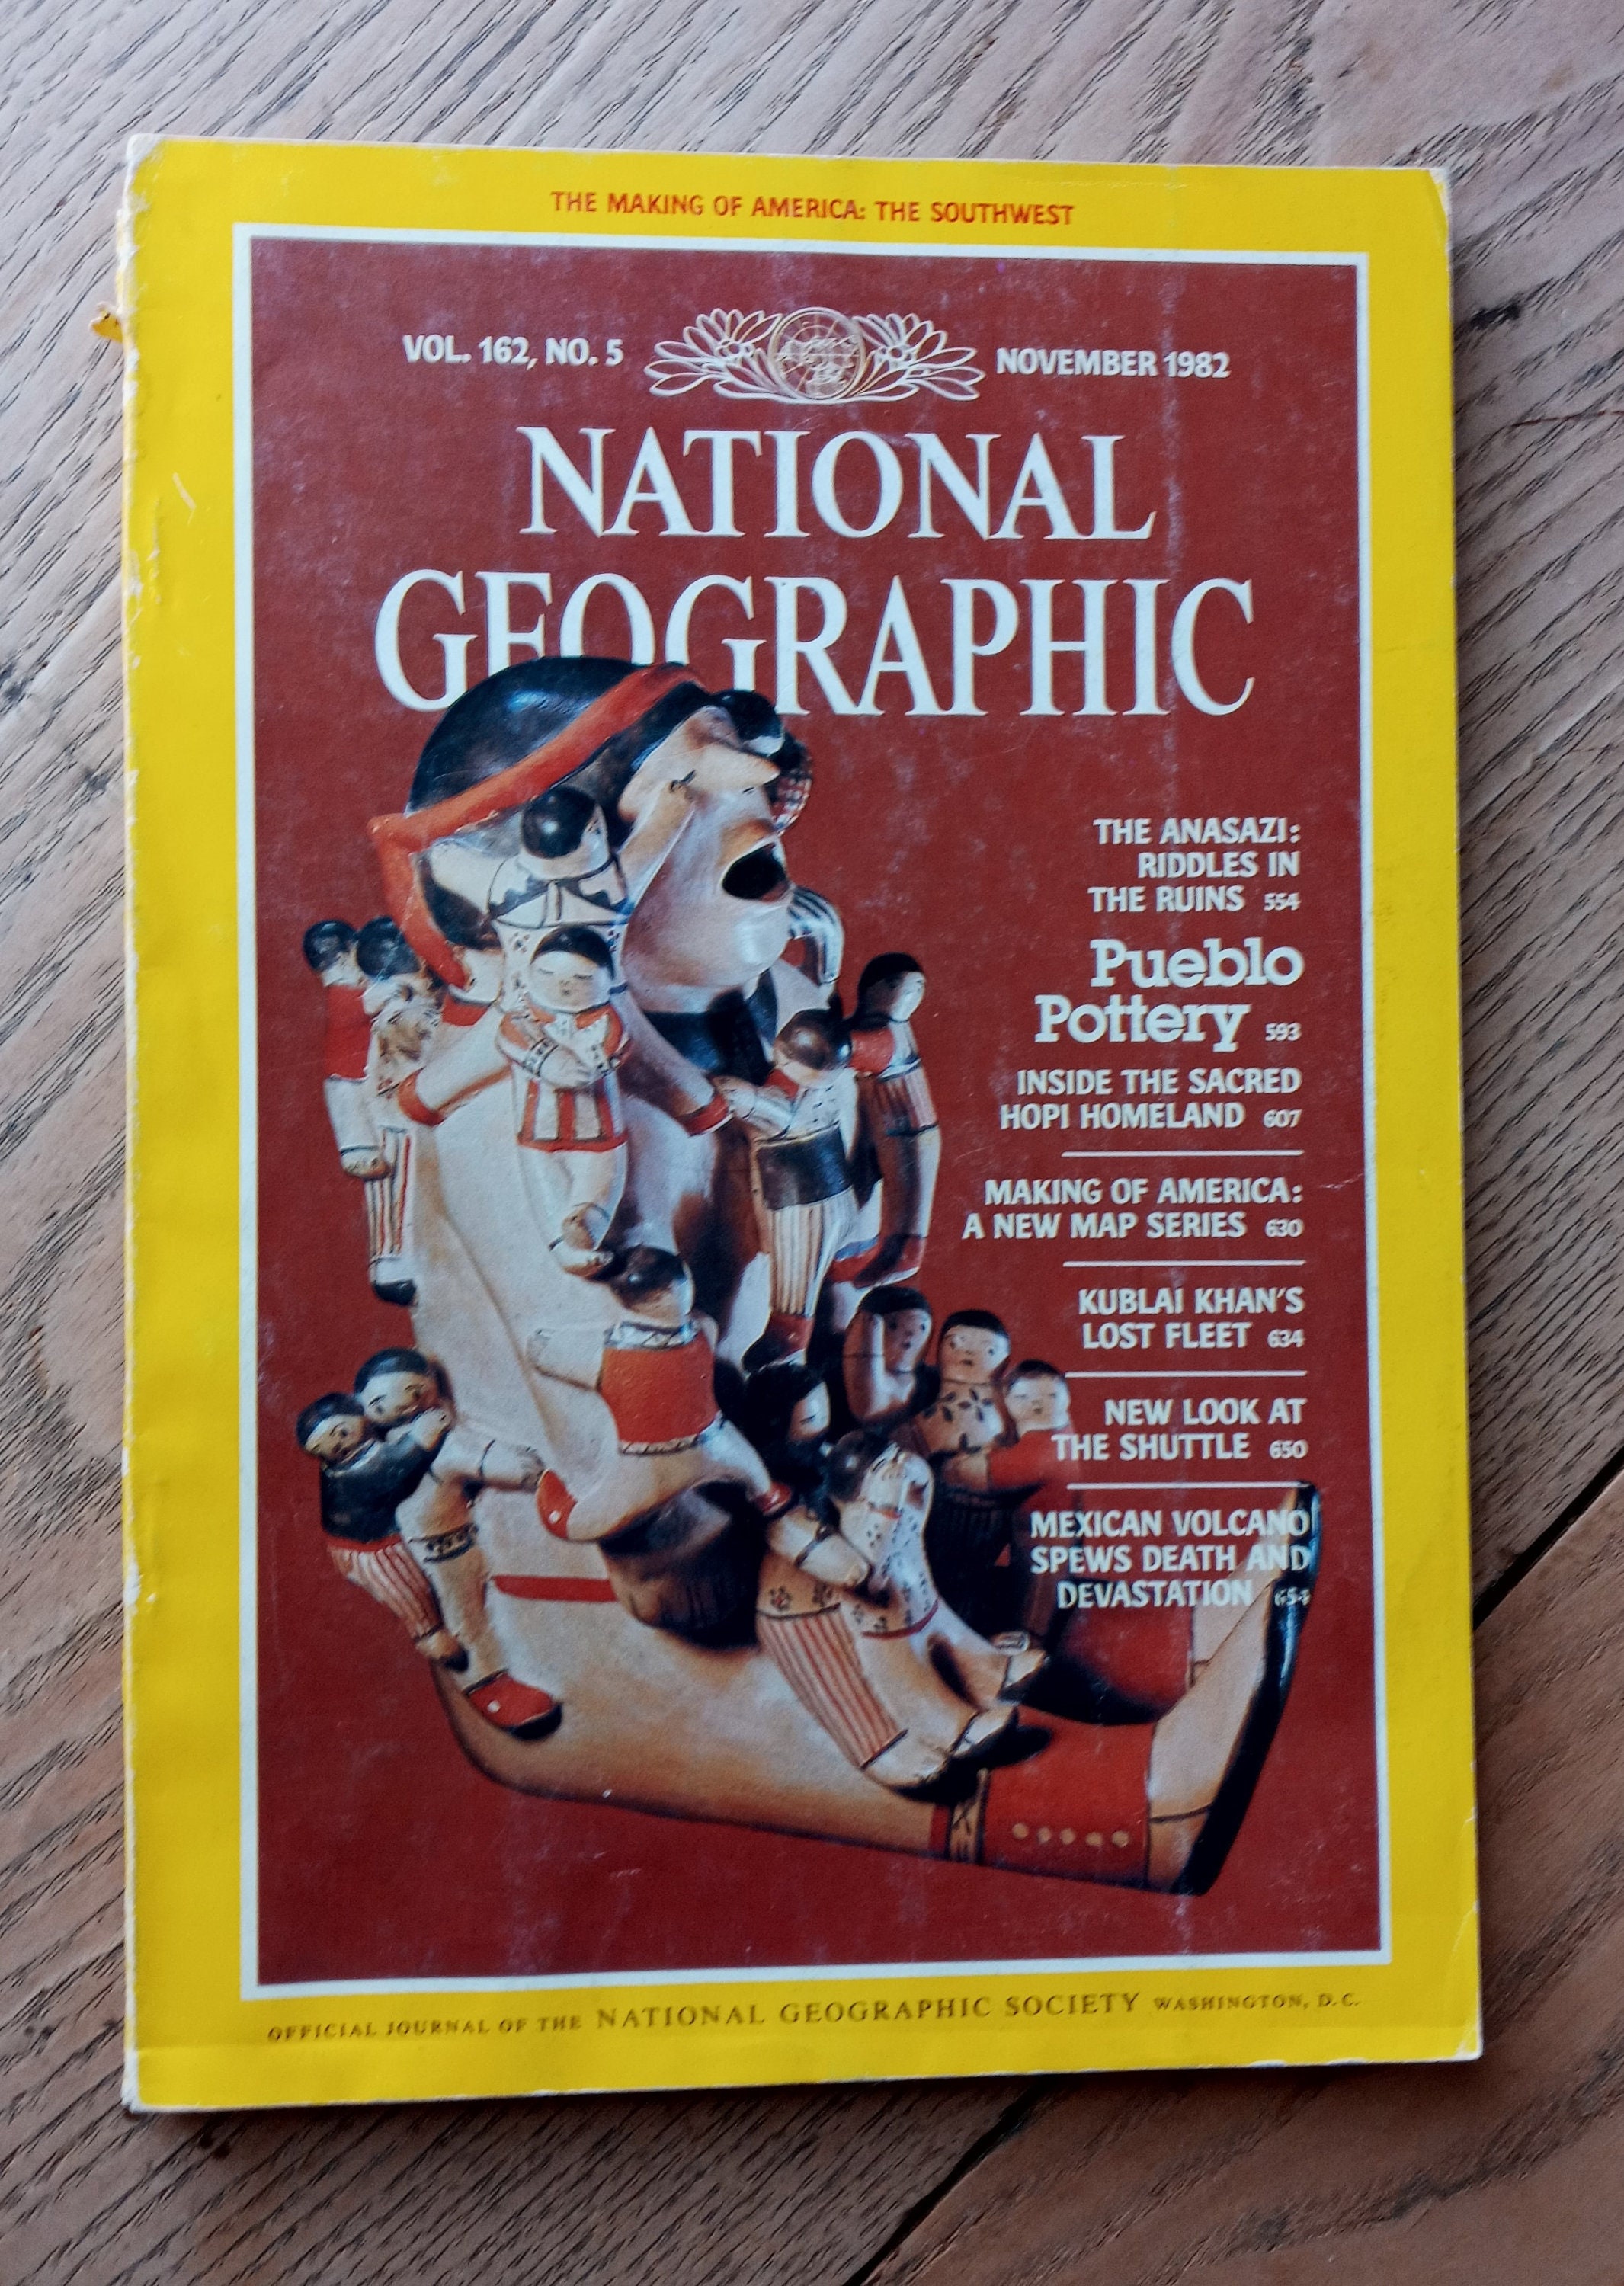 THE MAKING OF AMERICA: THE SOUTHWEST
VOL. 162, NO. 5 NOVEMBER 1982
NATIONAL
GEOGRAPHIC
THE ANASAZI:
RIDDLES IN
THE RUINS 554
Pueblo
Pottery 593
INSIDE THE SACRED
HOPI HOMELAND 607
MAKING OF AMERICA:
A NEW MAP SERIES 630
KUBLAI KHAN'S
LOST FLEET 634
NEW LOOK AT
THE SHUTTLE 650
MEXICAN VOLCANO
SPEWS DEATH AND
DEVASTATION 654
OFFICIAL JOURNAL OF THE NATIONAL GEOGRAPHIC SOCIETY WASHINGTON, D.C.